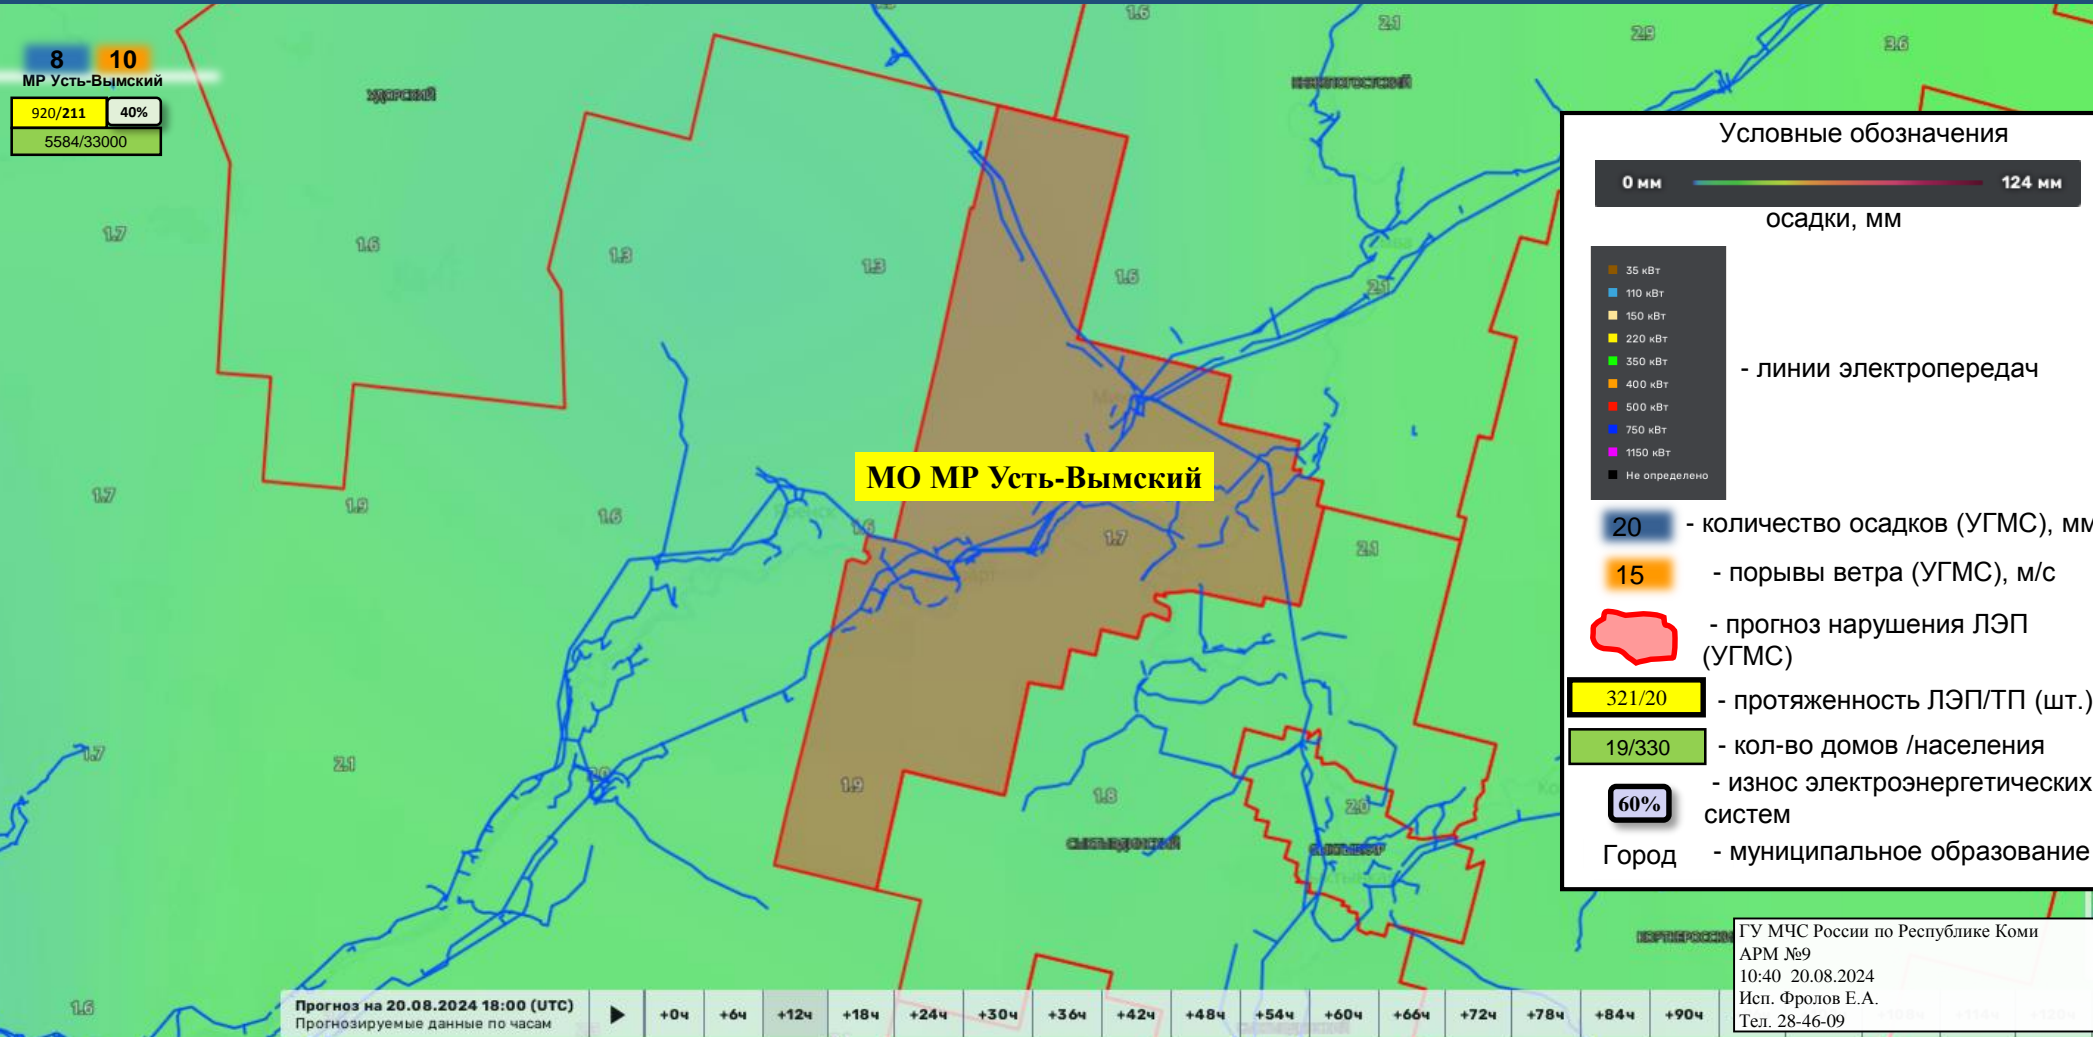 8 10
МР Усть-Вымский
920/211 40%
5584/33000
УДОРСКИЙ
КНЯЖПОГОСТСКИЙ
1.6
2.1
2.9
3.6
1.7
1.6
1.3
1.3
1.6
2.1
МО МР Усть-Вымский
1.7
1.9
1.6
1.6
1.7
2.1
1.7
2.1
2.0
1.9
1.8
2.0
СЫКТЫВДИНСКИЙ
СЫКТЫВКАР
1.6
Условные обозначения
0 мм 124 мм
осадки, мм
35 кВт
110 кВт
150 кВт
220 кВт
350 кВт
400 кВт
500 кВт
750 кВт
1150 кВт
Не определено
- линии электропередач
20 - количество осадков (УГМС), мм
15 - порывы ветра (УГМС), м/с
- прогноз нарушения ЛЭП
(УГМС)
321/20 - протяженность ЛЭП/ТП (шт.)
19/330 - кол-во домов /населения
60% - износ электроэнергетических
систем
Город - муниципальное образование
ГУ МЧС России по Республике Коми
АРМ №9
10:40 20.08.2024
Исп. Фролов Е.А.
Тел. 28-46-09
Прогноз на 20.08.2024 18:00 (UTC)
Прогнозируемые данные по часам
+0ч +6ч +12ч +18ч +24ч +30ч +36ч +42ч +48ч +54ч +60ч +66ч +72ч +78ч +84ч +90ч